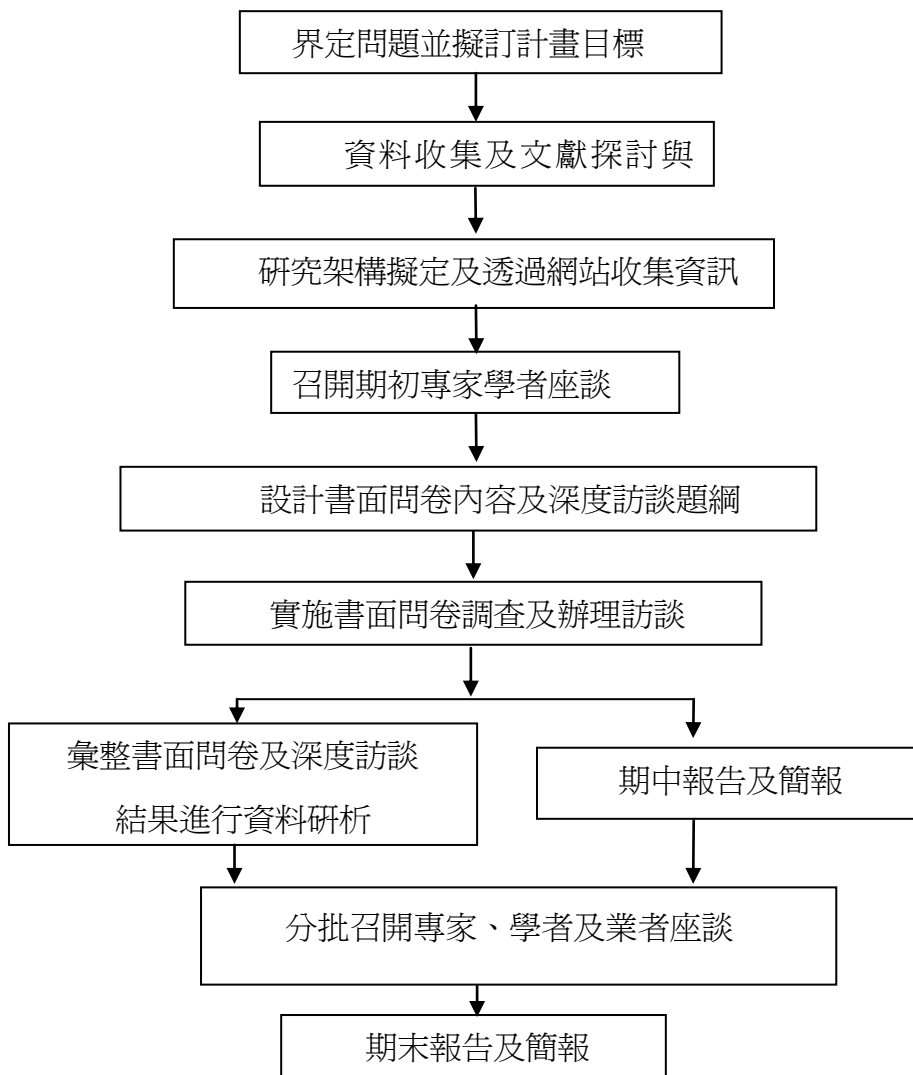 界定問題並擬訂計畫目標
資料收集及文獻探討與
研究架構擬定及透過網站收集資訊
召開期初專家學者座談
設計書面問卷內容及深度訪談題綱
實施書面問卷調查及辦理訪談
彙整書面問卷及深度訪談
結果進行資料研析
期中報告及簡報
分批召開專家、學者及業者座談
期末報告及簡報